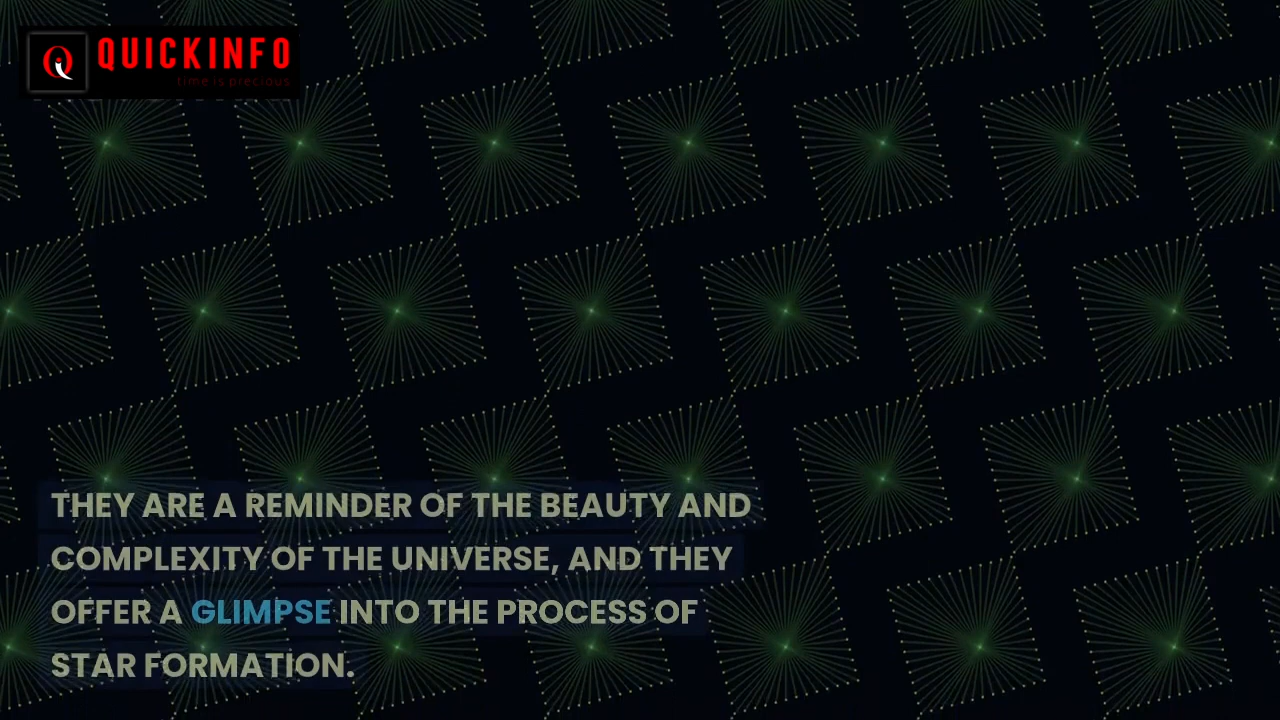 QUICKINFO
time is precious
THEY ARE A REMINDER OF THE BEAUTY AND
COMPLEXITY OF THE UNIVERSE, AND THEY
OFFER A GLIMPSE INTO THE PROCESS OF
STAR FORMATION.